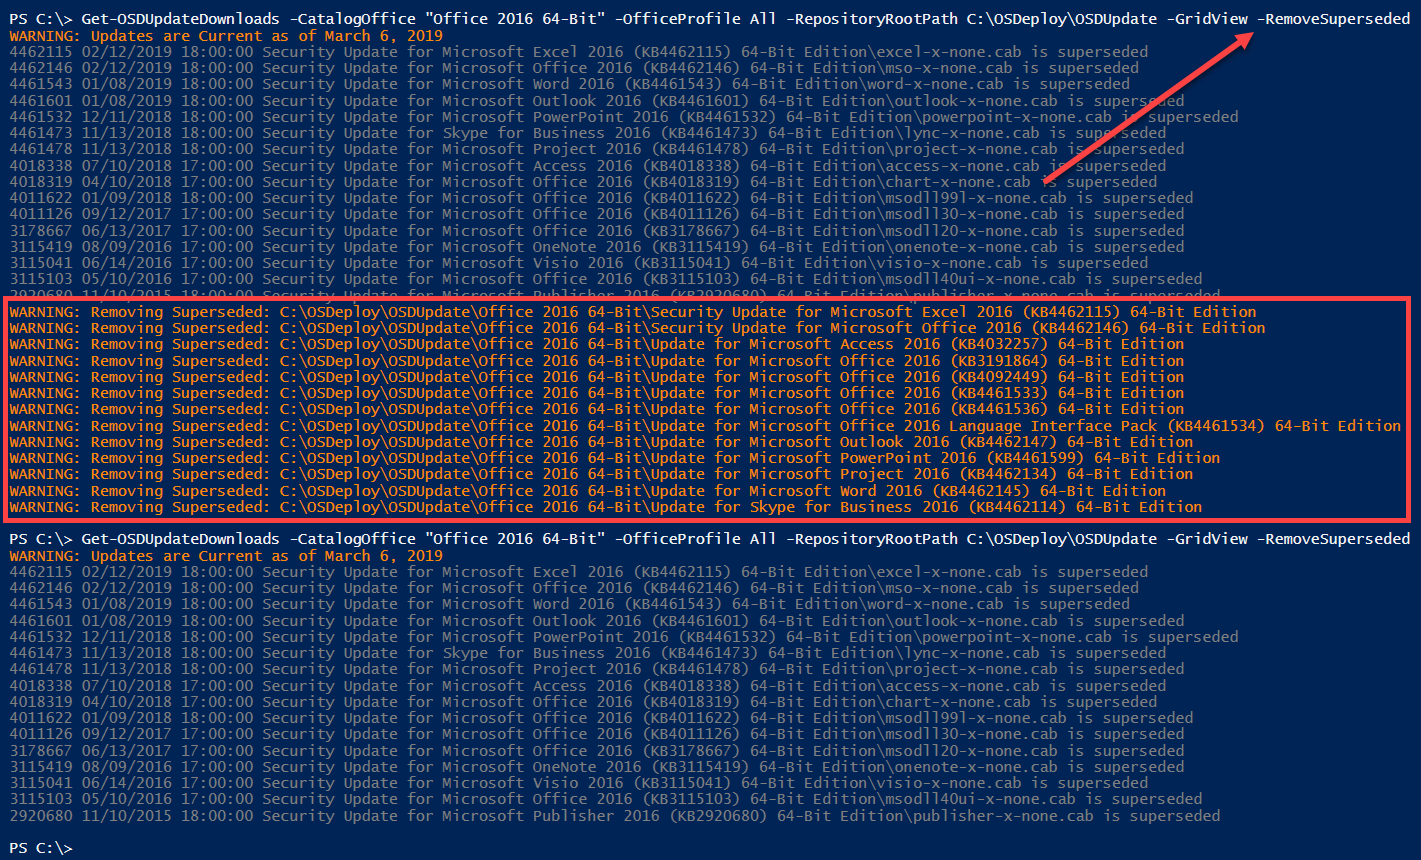 PS C:\> Get-OSDUpdateDownloads -CatalogOffice "Office 2016 64-Bit" -OfficeProfile All -RepositoryRootPath C:\OSDeploy\OSDUpdate -GridView -RemoveSuperseded
WARNING: Updates are Current as of March 6, 2019
4462115 02/12/2019 18:00:00 Security Update for Microsoft Excel 2016 (KB4462115) 64-Bit Edition\excel-x-none.cab is superseded
4462146 02/12/2019 18:00:00 Security Update for Microsoft Office 2016 (KB4462146) 64-Bit Edition\mso-x-none.cab is superseded
4461543 01/08/2019 18:00:00 Security Update for Microsoft Word 2016 (KB4461543) 64-Bit Edition\word-x-none.cab is superseded
4461601 01/08/2019 18:00:00 Security Update for Microsoft Outlook 2016 (KB4461601) 64-Bit Edition\outlook-x-none.cab is superseded
4461532 12/11/2018 18:00:00 Security Update for Microsoft PowerPoint 2016 (KB4461532) 64-Bit Edition\powerpoint-x-none.cab is superseded
4461473 11/13/2018 18:00:00 Security Update for Skype for Business 2016 (KB4461473) 64-Bit Edition\lync-x-none.cab is superseded
4461478 11/13/2018 18:00:00 Security Update for Microsoft Project 2016 (KB4461478) 64-Bit Edition\project-x-none.cab is superseded
4018338 07/10/2018 17:00:00 Security Update for Microsoft Access 2016 (KB4018338) 64-Bit Edition\access-x-none.cab is superseded
4018319 04/10/2018 17:00:00 Security Update for Microsoft Office 2016 (KB4018319) 64-Bit Edition\chart-x-none.cab is superseded
4011622 01/09/2018 18:00:00 Security Update for Microsoft Office 2016 (KB4011622) 64-Bit Edition\msodll99l-x-none.cab is superseded
4011126 09/12/2017 17:00:00 Security Update for Microsoft Office 2016 (KB4011126) 64-Bit Edition\msodll30-x-none.cab is superseded
3178667 06/13/2017 17:00:00 Security Update for Microsoft Office 2016 (KB3178667) 64-Bit Edition\msodll20-x-none.cab is superseded
3115419 08/09/2016 17:00:00 Security Update for Microsoft OneNote 2016 (KB3115419) 64-Bit Edition\onenote-x-none.cab is superseded
3115041 06/14/2016 17:00:00 Security Update for Microsoft Visio 2016 (KB3115041) 64-Bit Edition\visio-x-none.cab is superseded
3115103 05/10/2016 17:00:00 Security Update for Microsoft Office 2016 (KB3115103) 64-Bit Edition\msodll40ui-x-none.cab is superseded
2920680 11/10/2015 18:00:00 Security Update for Microsoft Publisher 2016 (KB2920680) 64-Bit Edition\publisher-x-none.cab is superseded
WARNING: Removing Superseded: C:\OSDeploy\OSDUpdate\Office 2016 64-Bit\Security Update for Microsoft Excel 2016 (KB4462115) 64-Bit Edition
WARNING: Removing Superseded: C:\OSDeploy\OSDUpdate\Office 2016 64-Bit\Security Update for Microsoft Office 2016 (KB4462146) 64-Bit Edition
WARNING: Removing Superseded: C:\OSDeploy\OSDUpdate\Office 2016 64-Bit\Update for Microsoft Access 2016 (KB4032257) 64-Bit Edition
WARNING: Removing Superseded: C:\OSDeploy\OSDUpdate\Office 2016 64-Bit\Update for Microsoft Office 2016 (KB3191864) 64-Bit Edition
WARNING: Removing Superseded: C:\OSDeploy\OSDUpdate\Office 2016 64-Bit\Update for Microsoft Office 2016 (KB4092449) 64-Bit Edition
WARNING: Removing Superseded: C:\OSDeploy\OSDUpdate\Office 2016 64-Bit\Update for Microsoft Office 2016 (KB4461533) 64-Bit Edition
WARNING: Removing Superseded: C:\OSDeploy\OSDUpdate\Office 2016 64-Bit\Update for Microsoft Office 2016 (KB4461536) 64-Bit Edition
WARNING: Removing Superseded: C:\OSDeploy\OSDUpdate\Office 2016 64-Bit\Update for Microsoft Office 2016 Language Interface Pack (KB4461534) 64-Bit Edition
WARNING: Removing Superseded: C:\OSDeploy\OSDUpdate\Office 2016 64-Bit\Update for Microsoft Outlook 2016 (KB4462147) 64-Bit Edition
WARNING: Removing Superseded: C:\OSDeploy\OSDUpdate\Office 2016 64-Bit\Update for Microsoft PowerPoint 2016 (KB4461599) 64-Bit Edition
WARNING: Removing Superseded: C:\OSDeploy\OSDUpdate\Office 2016 64-Bit\Update for Microsoft Project 2016 (KB4462134) 64-Bit Edition
WARNING: Removing Superseded: C:\OSDeploy\OSDUpdate\Office 2016 64-Bit\Update for Microsoft Word 2016 (KB4462145) 64-Bit Edition
WARNING: Removing Superseded: C:\OSDeploy\OSDUpdate\Office 2016 64-Bit\Update for Skype for Business 2016 (KB4462114) 64-Bit Edition
PS C:\> Get-OSDUpdateDownloads -CatalogOffice "Office 2016 64-Bit" -OfficeProfile All -RepositoryRootPath C:\OSDeploy\OSDUpdate -GridView -RemoveSuperseded
WARNING: Updates are Current as of March 6, 2019
4462115 02/12/2019 18:00:00 Security Update for Microsoft Excel 2016 (KB4462115) 64-Bit Edition\excel-x-none.cab is superseded
4462146 02/12/2019 18:00:00 Security Update for Microsoft Office 2016 (KB4462146) 64-Bit Edition\mso-x-none.cab is superseded
4461543 01/08/2019 18:00:00 Security Update for Microsoft Word 2016 (KB4461543) 64-Bit Edition\word-x-none.cab is superseded
4461601 01/08/2019 18:00:00 Security Update for Microsoft Outlook 2016 (KB4461601) 64-Bit Edition\outlook-x-none.cab is superseded
4461532 12/11/2018 18:00:00 Security Update for Microsoft PowerPoint 2016 (KB4461532) 64-Bit Edition\powerpoint-x-none.cab is superseded
4461473 11/13/2018 18:00:00 Security Update for Skype for Business 2016 (KB4461473) 64-Bit Edition\lync-x-none.cab is superseded
4461478 11/13/2018 18:00:00 Security Update for Microsoft Project 2016 (KB4461478) 64-Bit Edition\project-x-none.cab is superseded
4018338 07/10/2018 17:00:00 Security Update for Microsoft Access 2016 (KB4018338) 64-Bit Edition\access-x-none.cab is superseded
4018319 04/10/2018 17:00:00 Security Update for Microsoft Office 2016 (KB4018319) 64-Bit Edition\chart-x-none.cab is superseded
4011622 01/09/2018 18:00:00 Security Update for Microsoft Office 2016 (KB4011622) 64-Bit Edition\msodll99l-x-none.cab is superseded
4011126 09/12/2017 17:00:00 Security Update for Microsoft Office 2016 (KB4011126) 64-Bit Edition\msodll30-x-none.cab is superseded
3178667 06/13/2017 17:00:00 Security Update for Microsoft Office 2016 (KB3178667) 64-Bit Edition\msodll20-x-none.cab is superseded
3115419 08/09/2016 17:00:00 Security Update for Microsoft OneNote 2016 (KB3115419) 64-Bit Edition\onenote-x-none.cab is superseded
3115041 06/14/2016 17:00:00 Security Update for Microsoft Visio 2016 (KB3115041) 64-Bit Edition\visio-x-none.cab is superseded
3115103 05/10/2016 17:00:00 Security Update for Microsoft Office 2016 (KB3115103) 64-Bit Edition\msodll40ui-x-none.cab is superseded
2920680 11/10/2015 18:00:00 Security Update for Microsoft Publisher 2016 (KB2920680) 64-Bit Edition\publisher-x-none.cab is superseded
PS C:\>